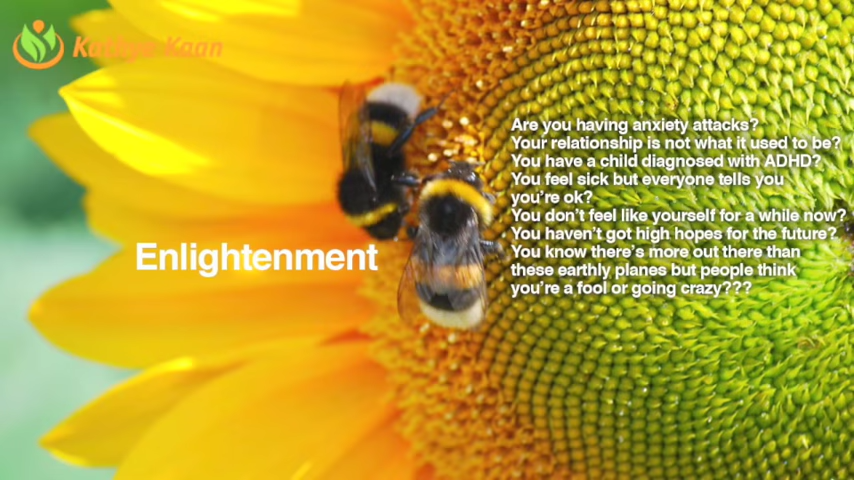 Kathya Kaan
Enlightenment
Are you having anxiety attacks?
Your relationship is not what it used to be?
You have a child diagnosed with ADHD?
You feel sick but everyone tells you
you're ok?
You don't feel like yourself for a while now?
You haven't got high hopes for the future?
You know there's more out there than
these earthly planes but people think
you're a fool or going crazy???